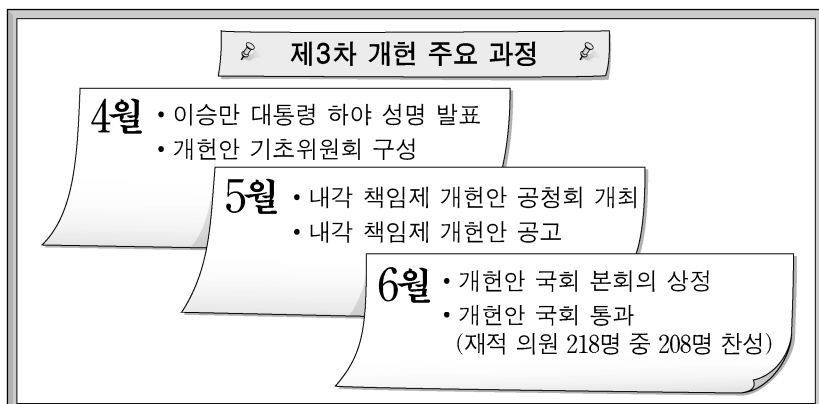 제3차 개헌 주요 과정
4월 • 이승만 대통령 하야 성명 발표
• 개헌안 기초위원회 구성
5월 • 내각 책임제 개헌안 공청회 개최
• 내각 책임제 개헌안 공고
6월 • 개헌안 국회 본회의 상정
• 개헌안 국회 통과
(재적 의원 218명 중 208명 찬성)